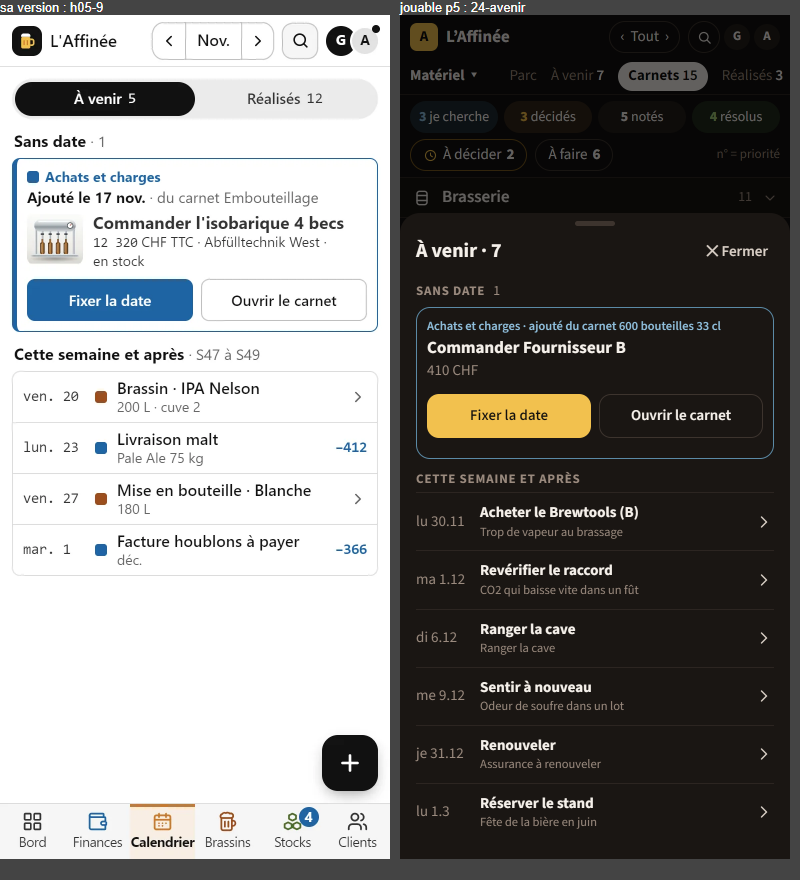 sa version : h05-9
L'Affinée
Nov.
G
A
À venir 5
Réalisés 12
Sans date · 1
Achats et charges
Ajouté le 17 nov. · du carnet Embouteillage
Commander l'isobarique 4 becs
12 320 CHF TTC · Abfülltechnik West ·
en stock
Fixer la date
Ouvrir le carnet
Cette semaine et après · S47 à S49
ven. 20
Brassin · IPA Nelson
200 L · cuve 2
lun. 23
Livraison malt
Pale Ale 75 kg
−412
ven. 27
Mise en bouteille · Blanche
180 L
mar. 1
Facture houblons à payer
déc.
−366
Bord
Finances
Calendrier
Brassins
4
Stocks
Clients
jouable p5 : 24-avenir
A
L'Affinée
‹ Tout ›
G
A
Matériel ▾
Parc
À venir 7
Carnets 15
Réalisés 3
3 je cherche
3 décidés
5 notés
4 résolus
À décider 2
À faire 6
n° = priorité
Brasserie
11
À venir · 7
Fermer
SANS DATE 1
Achats et charges · ajouté du carnet 600 bouteilles 33 cl
Commander Fournisseur B
410 CHF
Fixer la date
Ouvrir le carnet
CETTE SEMAINE ET APRÈS
lu 30.11
Acheter le Brewtools (B)
Trop de vapeur au brassage
ma 1.12
Revérifier le raccord
CO2 qui baisse vite dans un fût
di 6.12
Ranger la cave
Ranger la cave
me 9.12
Sentir à nouveau
Odeur de soufre dans un lot
je 31.12
Renouveler
Assurance à renouveler
lu 1.3
Réserver le stand
Fête de la bière en juin